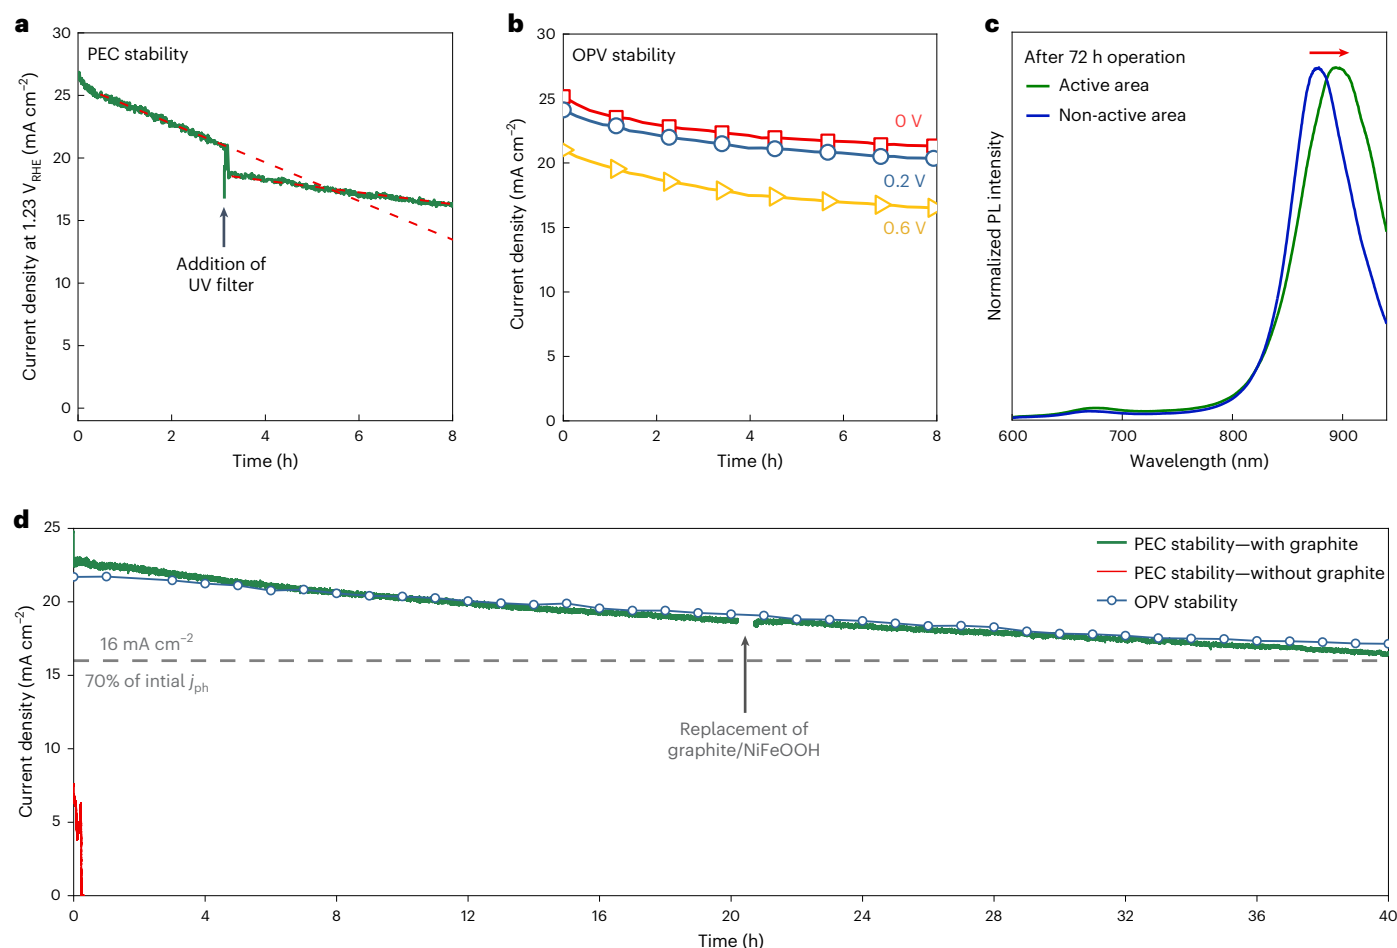 a
PEC stability
Current density at 1.23 V_RHE (mA cm⁻²)
30
25
20
15
10
5
0
Addition of
UV filter
0 2 4 6 8
Time (h)
b
OPV stability
Current density (mA cm⁻²)
30
25
20
15
10
5
0
0 V
0.2 V
0.6 V
0 2 4 6 8
Time (h)
c
After 72 h operation
Active area
Non-active area
Normalized PL intensity
600 700 800 900
Wavelength (nm)
d
Current density (mA cm⁻²)
25
20
15
10
5
0
PEC stability—with graphite
PEC stability—without graphite
OPV stability
16 mA cm⁻²
70% of intial j_ph
Replacement of
graphite/NiFeOOH
0 4 8 12 16 20 24 28 32 36 40
Time (h)